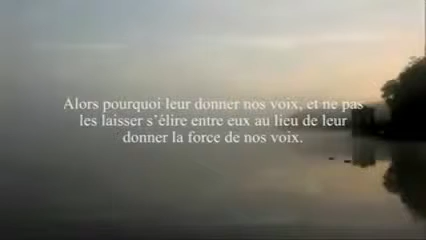 Alors pourquoi leur donner nos voix, et ne pas
les laisser s'élire entre eux au lieu de leur
donner la force de nos voix.